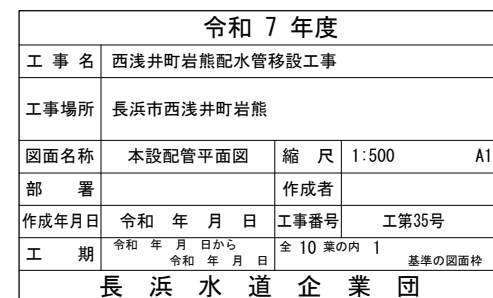 令和 7 年度
工 事 名 西浅井町岩熊配水管移設工事
工事場所 長浜市西浅井町岩熊
図面名称 本設配管平面図 縮 尺 1:500 A1
部 署 作成者
作成年月日 令和 年 月 日 工事番号 工第35号
工 期 令和 年 月 日から 全 10 葉の内 1
令和 年 月 日 基準の図面枠
長 浜 水 道 企 業 団